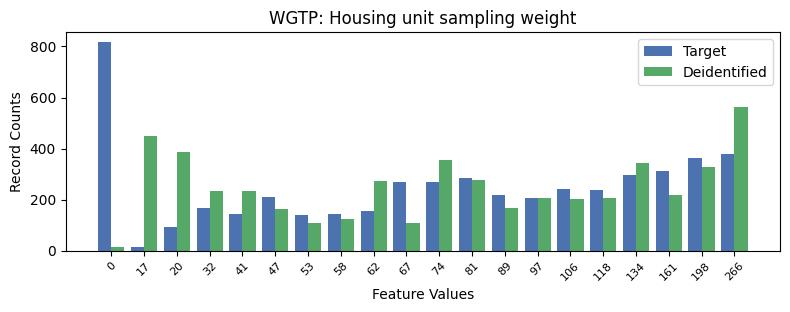 WGTP: Housing unit sampling weight
Target
Deidentified
Record Counts
800
600
400
200
0
0 17 20 32 41 47 53 58 62 67 74 81 89 97 106 118 134 161 198 266
Feature Values